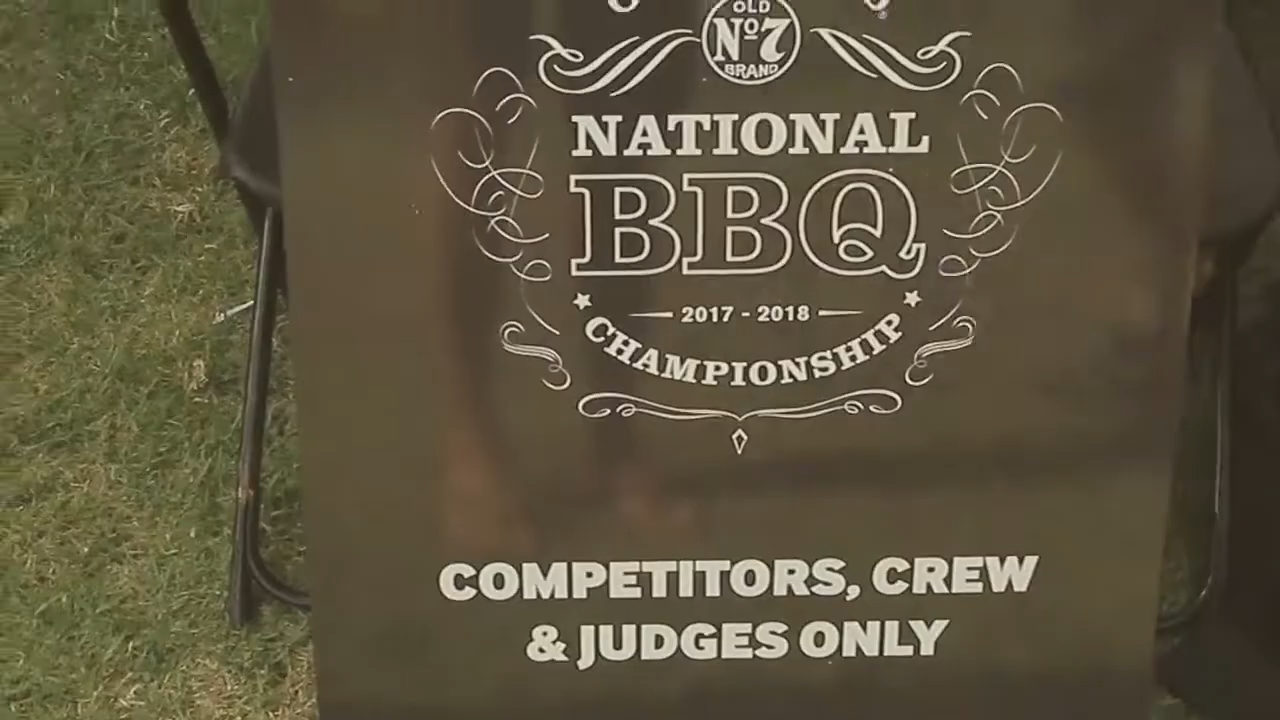 OLD
Nº7
BRAND
NATIONAL
BBQ
2017 - 2018
CHAMPIONSHIP
COMPETITORS, CREW
& JUDGES ONLY